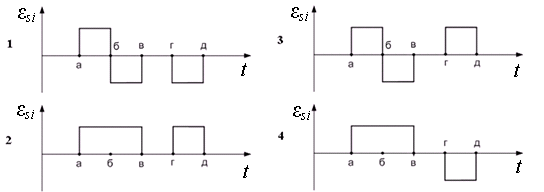 1
εsi
а б в г д t
2
εsi
а б в г д t
3
εsi
а б в г д t
4
εsi
а б в г д t